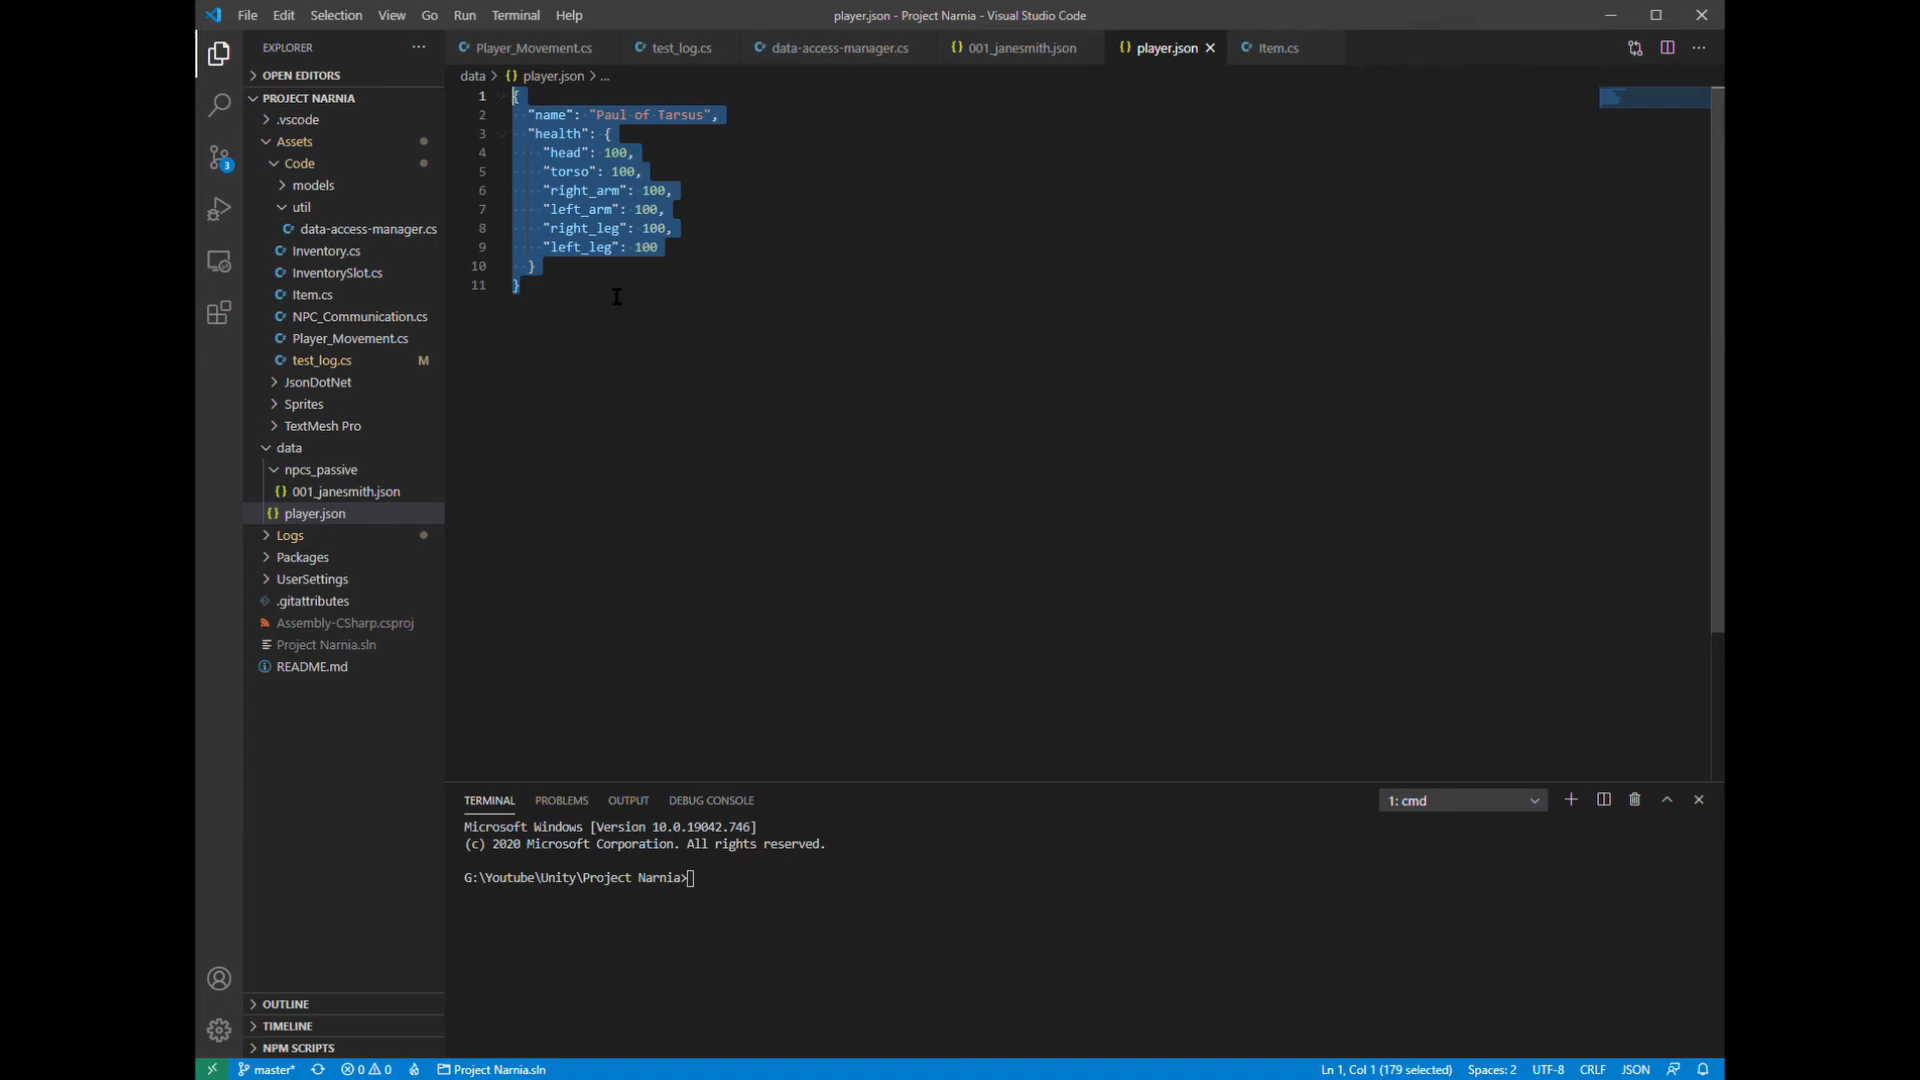 File Edit Selection View Go Run Terminal Help
player.json - Project Narnia - Visual Studio Code
EXPLORER
Player_Movement.cs test_log.cs data-access-manager.cs 001_janesmith.json player.json Item.cs
OPEN EDITORS
PROJECT NARNIA
.vscode
Assets
Code
models
util
data-access-manager.cs
Inventory.cs
InventorySlot.cs
Item.cs
NPC_Communication.cs
Player_Movement.cs
test_log.cs M
JsonDotNet
Sprites
TextMesh Pro
data
npcs_passive
001_janesmith.json
player.json
Logs
Packages
UserSettings
.gitattributes
Assembly-CSharp.csproj
Project Narnia.sln
README.md
OUTLINE
TIMELINE
NPM SCRIPTS
3
data > {} player.json > ...
1 {
2 "name": "Paul of Tarsus",
3 "health": {
4 "head": 100,
5 "torso": 100,
6 "right_arm": 100,
7 "left_arm": 100,
8 "right_leg": 100,
9 "left_leg": 100
10 }
11 }
TERMINAL PROBLEMS OUTPUT DEBUG CONSOLE 1: cmd
Microsoft Windows [Version 10.0.19042.746]
(c) 2020 Microsoft Corporation. All rights reserved.
G:\Youtube\Unity\Project Narnia>
master* 0 0 Project Narnia.sln Ln 1, Col 1 (179 selected) Spaces: 2 UTF-8 CRLF JSON